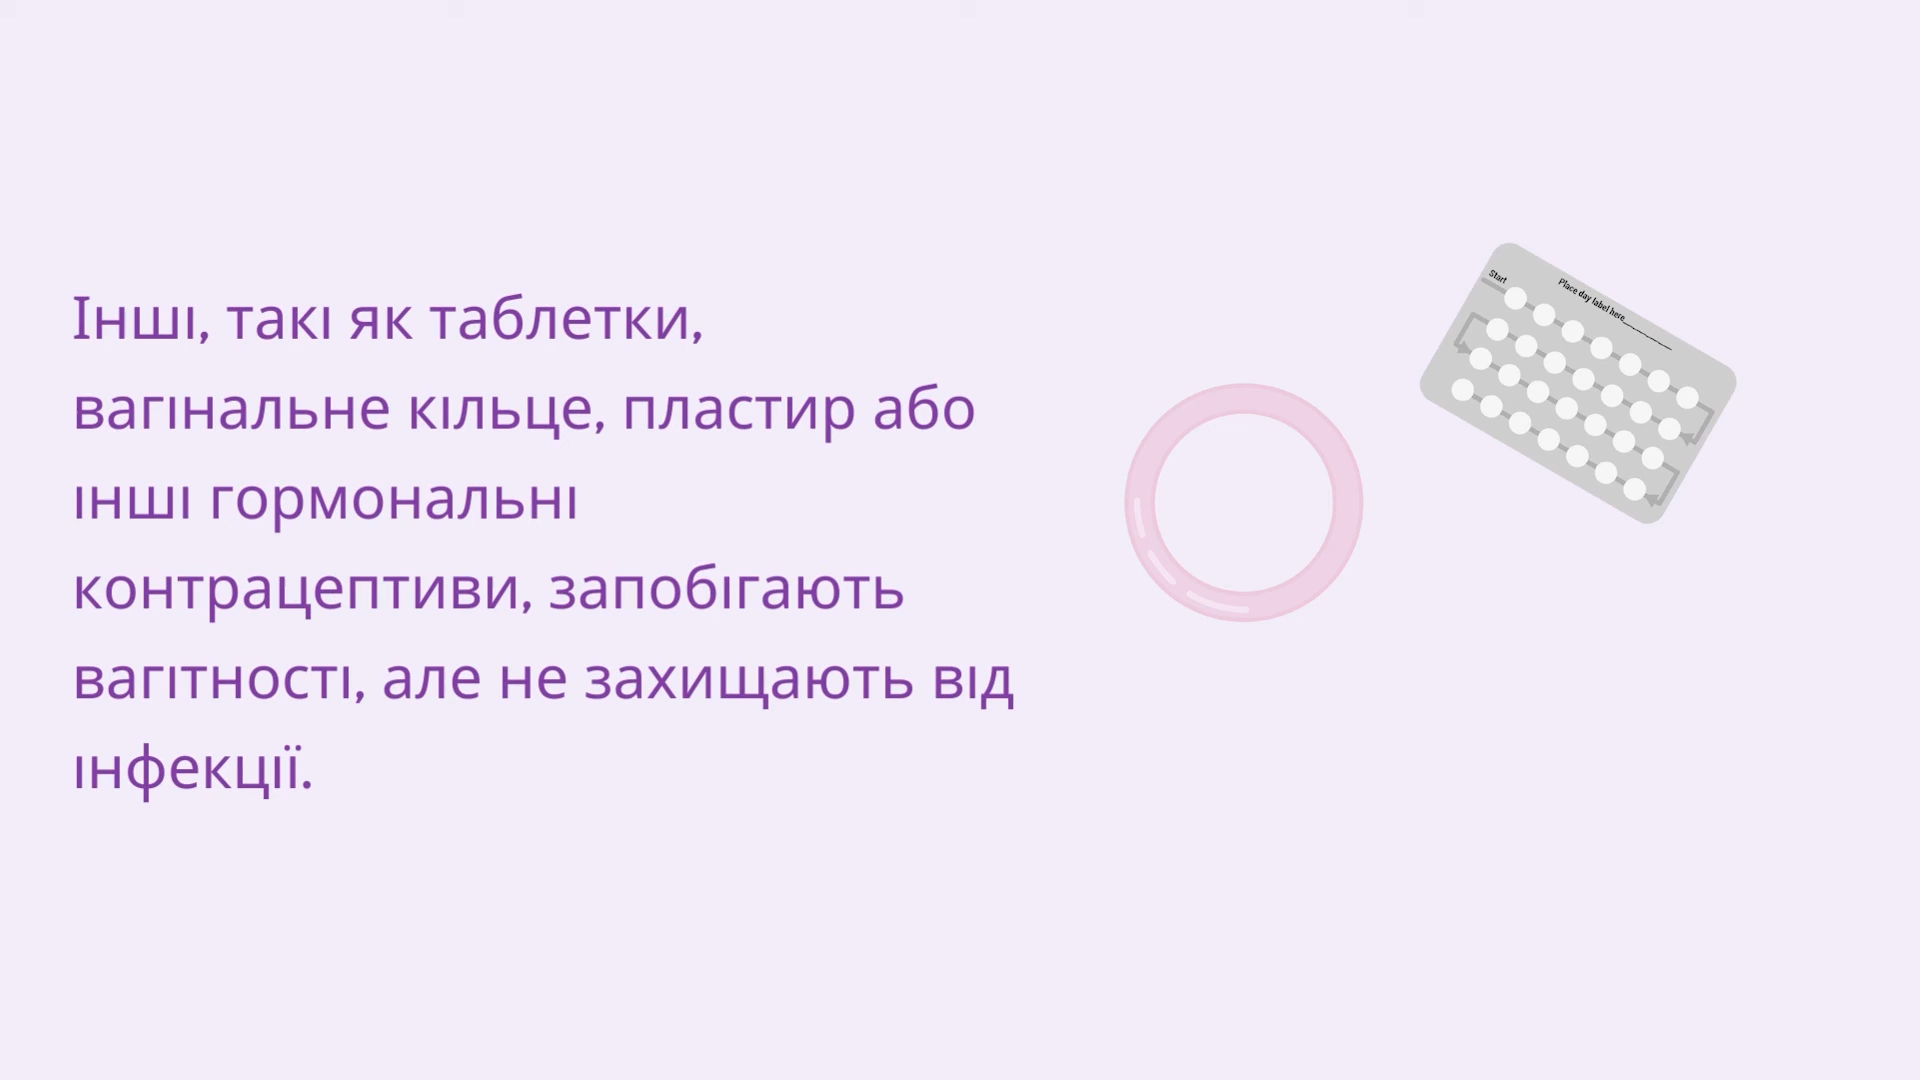 Інші, такі як таблетки,
вагінальне кільце, пластир або
інші гормональні
контрацептиви, запобігають
вагітності, але не захищають від
інфекції.
Start
Place day label here__________